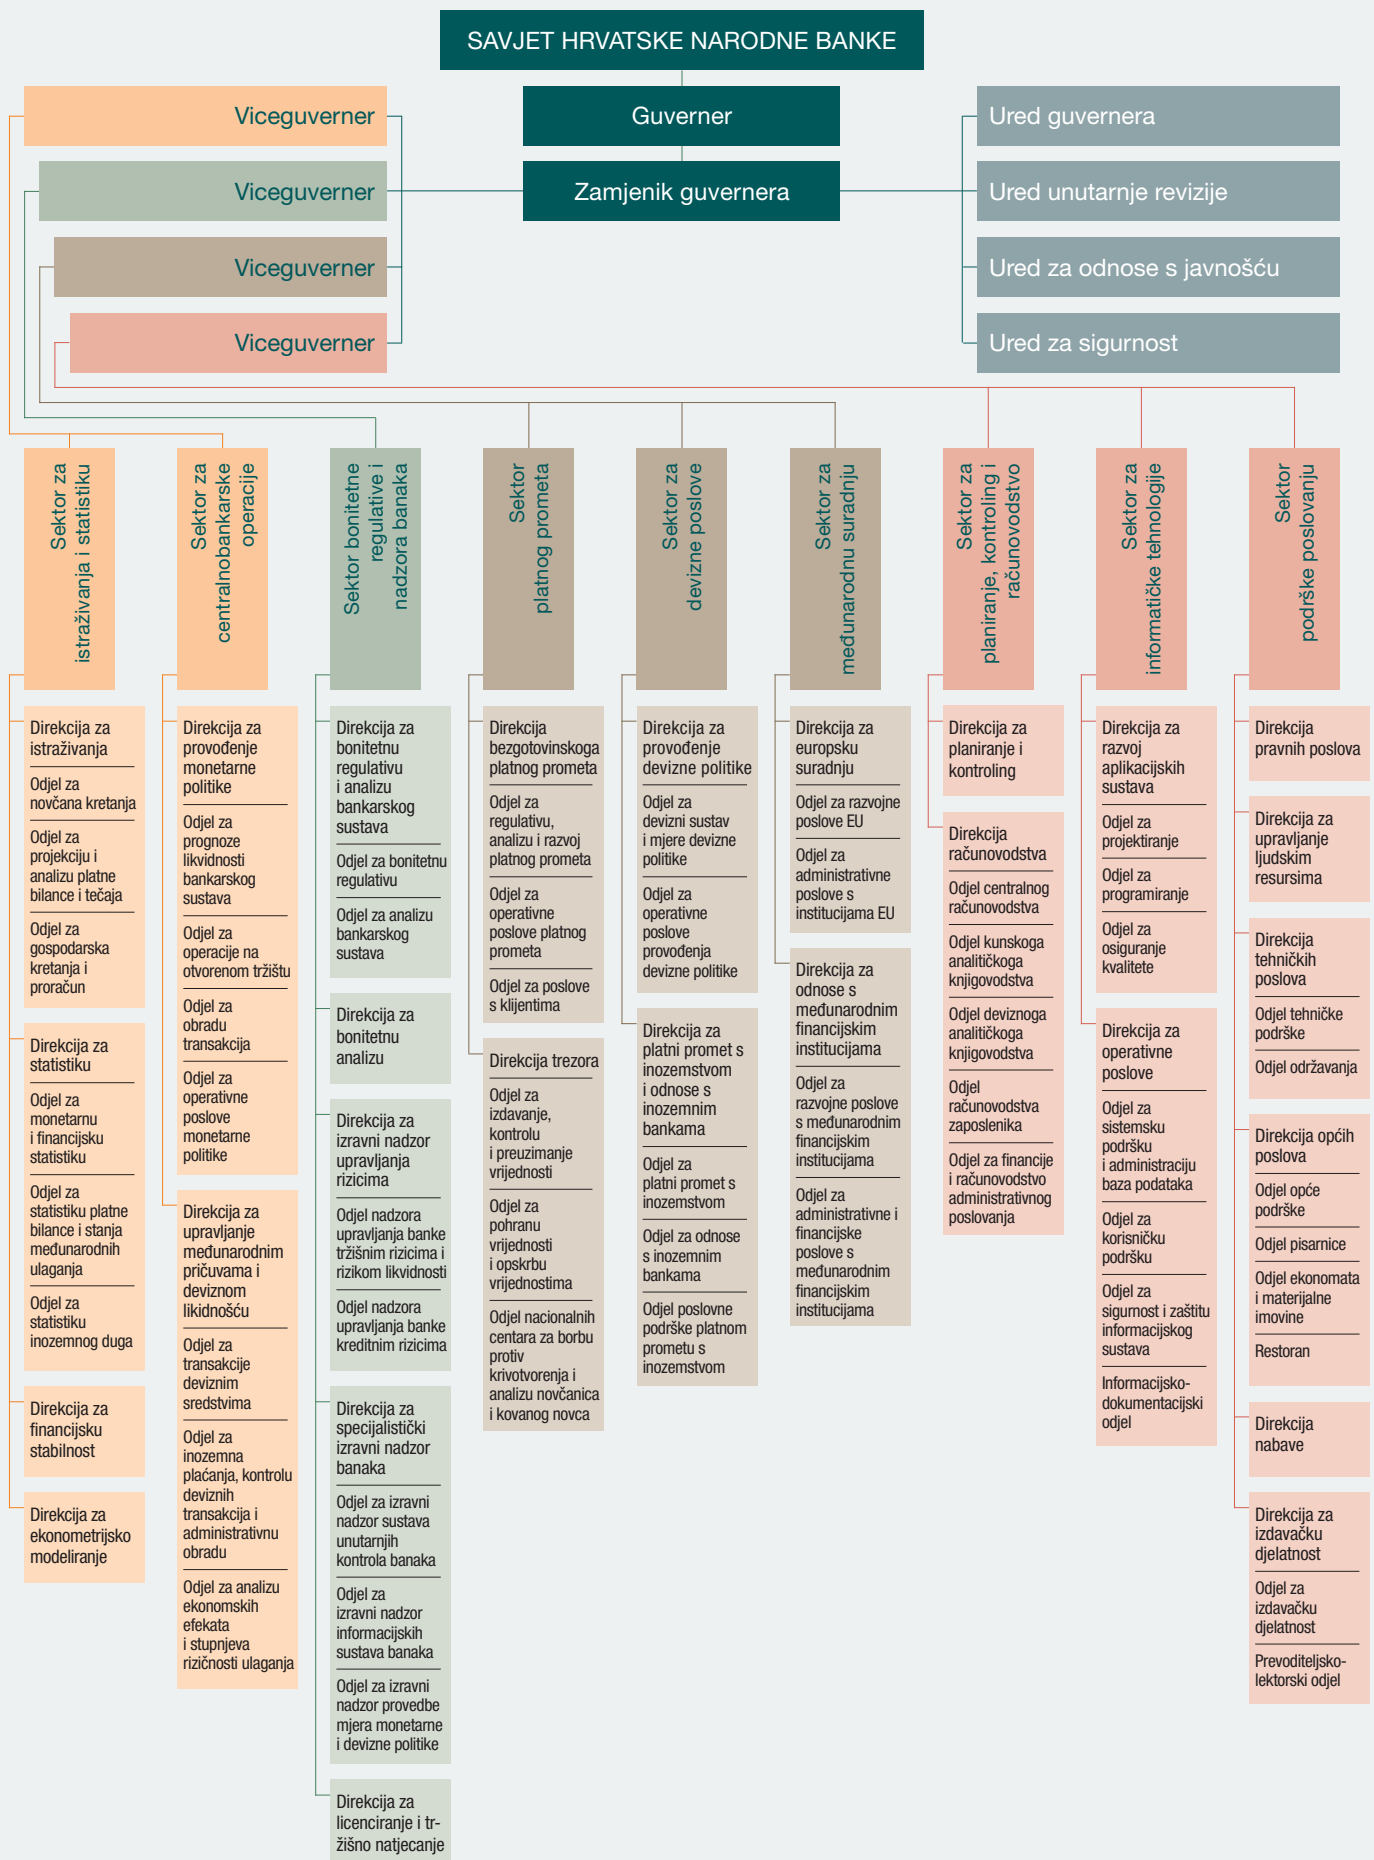 SAVJET HRVATSKE NARODNE BANKE
Guverner
Zamjenik guvernera
Viceguverner
Viceguverner
Viceguverner
Viceguverner
Ured guvernera
Ured unutarnje revizije
Ured za odnose s javnošću
Ured za sigurnost
Sektor za
istraživanja i statistiku
Direkcija za
istraživanja
Odjel za
novčana kretanja
Odjel za
projekciju i
analizu platne
bilance i tečaja
Odjel za
gospodarska
kretanja i
proračun
Direkcija za
statistiku
Odjel za
monetarnu
i financijsku
statistiku
Odjel za
statistiku platne
bilance i stanja
međunarodnih
ulaganja
Odjel za
statistiku
inozemnog duga
Direkcija za
financijsku
stabilnost
Direkcija za
ekonometrijsko
modeliranje
Sektor za
centralnobankarske
operacije
Direkcija za
provođenje
monetarne
politike
Odjel za
prognoze
likvidnosti
bankarskog
sustava
Odjel za
operacije na
otvorenom tržištu
Odjel za
obradu
transakcija
Odjel za
operativne
poslove
monetarne
politike
Direkcija za
upravljanje
međunarodnim
pričuvama i
deviznom
likidnošću
Odjel za
transakcije
deviznim
sredstvima
Odjel za
inozemna
plaćanja, kontrolu
deviznih
transakcija i
administrativnu
obradu
Odjel za analizu
ekonomskih
efekata
i stupnjeva
rizičnosti ulaganja
Sektor bonitetne
regulative i
nadzora banaka
Direkcija za
bonitetnu
regulativu
i analizu
bankarskog
sustava
Odjel za bonitetnu
regulativu
Odjel za analizu
bankarskog
sustava
Direkcija za
bonitetnu
analizu
Direkcija za
izravni nadzor
upravljanja
rizicima
Odjel nadzora
upravljanja banke
tržišnim rizicima i
rizikom likvidnosti
Odjel nadzora
upravljanja banke
kreditnim rizicima
Direkcija za
specijalistički
izravni nadzor
banaka
Odjel za izravni
nadzor sustava
unutarnjih
kontrola banaka
Odjel za
izravni nadzor
informacijskih
sustava banaka
Odjel za izravni
nadzor provedbe
mjera monetarne
i devizne politike
Direkcija za
licenciranje i tr-
žišno natjecanje
Sektor
platnog prometa
Direkcija
bezgotovinskoga
platnog prometa
Odjel za
regulativu,
analizu i razvoj
platnog prometa
Odjel za
operativne
poslove platnog
prometa
Odjel za poslove
s klijentima
Direkcija trezora
Odjel za
izdavanje,
kontrolu
i preuzimanje
vrijednosti
Odjel za
pohranu
vrijednosti
i opskrbu
vrijednostima
Odjel nacionalnih
centara za borbu
protiv
krivotvorenja i
analizu novčanica
i kovanog novca
Sektor za
devizne poslove
Direkcija za
provođenje
devizne politike
Odjel za
devizni sustav
i mjere devizne
politike
Odjel za
operativne
poslove
provođenja
devizne politike
Direkcija za
platni promet s
inozemstvom
i odnose s
inozemnim
bankama
Odjel za
platni promet s
inozemstvom
Odjel za odnose
s inozemnim
bankama
Odjel poslovne
podrške platnom
prometu s
inozemstvom
Sektor za
međunarodnu suradnju
Direkcija za
europsku
suradnju
Odjel za razvojne
poslove EU
Odjel za
administrativne
poslove s
institucijama EU
Direkcija za
odnose s
međunarodnim
financijskim
institucijama
Odjel za
razvojne poslove
s međunarodnim
financijskim
institucijama
Odjel za
administrativne i
financijske
poslove s
međunarodnim
financijskim
institucijama
Sektor za
planiranje, kontroling i
računovodstvo
Direkcija za
planiranje i
kontroling
Direkcija
računovodstva
Odjel centralnog
računovodstva
Odjel kunskoga
analitičkoga
knjigovodstva
Odjel deviznoga
analitičkoga
knjigovodstva
Odjel
računovodstva
zaposlenika
Odjel za financije
i računovodstvo
administrativnog
poslovanja
Sektor za
informatičke tehnologije
Direkcija za
razvoj
aplikacijskih
sustava
Odjel za
projektiranje
Odjel za
programiranje
Odjel za
osiguranje
kvalitete
Direkcija za
operativne
poslove
Odjel za
sistemsku
podršku
i administraciju
baza podataka
Odjel za
korisničku
podršku
Odjel za
sigurnost i zaštitu
informacijskog
sustava
Informacijsko-
dokumentacijski
odjel
Sektor
podrške poslovanju
Direkcija
pravnih poslova
Direkcija za
upravljanje
ljudskim
resursima
Direkcija
tehničkih
poslova
Odjel tehničke
podrške
Odjel održavanja
Direkcija općih
poslova
Odjel opće
podrške
Odjel pisarnice
Odjel ekonomata
i materijalne
imovine
Restoran
Direkcija
nabave
Direkcija za
izdavačku
djelatnost
Odjel za
izdavačku
djelatnost
Prevoditeljsko-
lektorski odjel